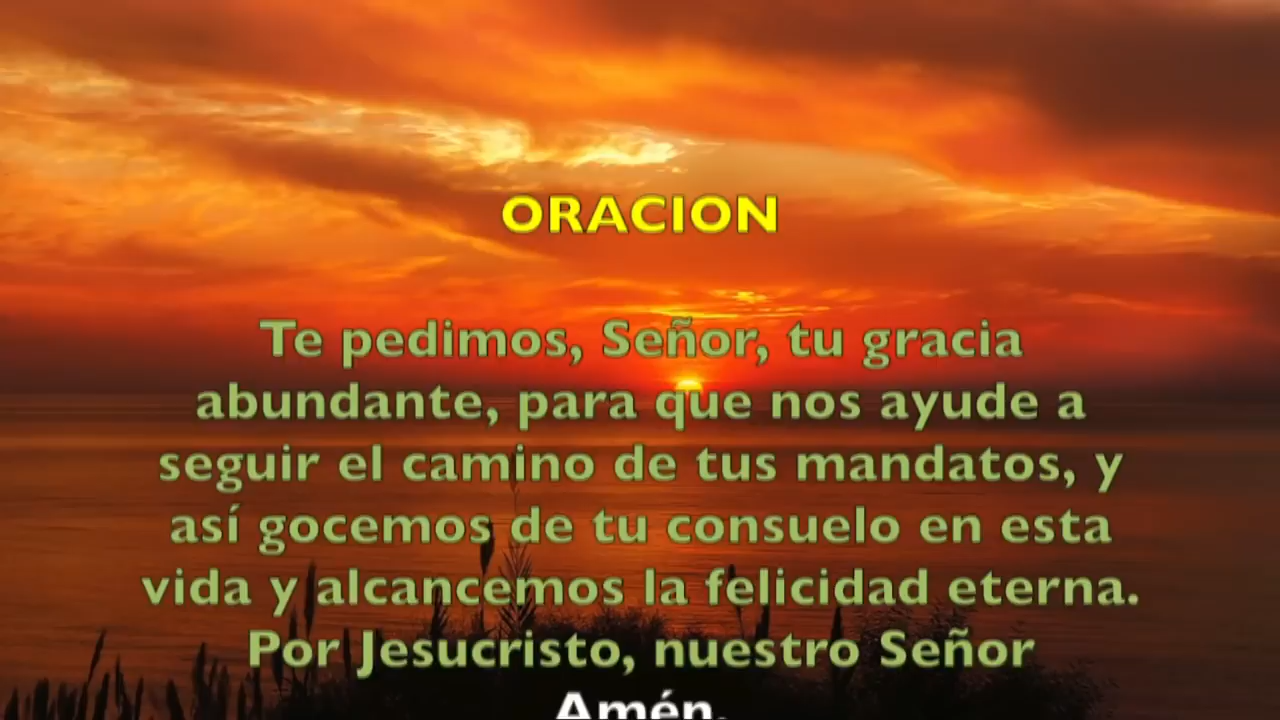 ORACION
Te pedimos, Señor, tu gracia
abundante, para que nos ayude a
seguir el camino de tus mandatos, y
así gocemos de tu consuelo en esta
vida y alcancemos la felicidad eterna.
Por Jesucristo, nuestro Señor
Amén.